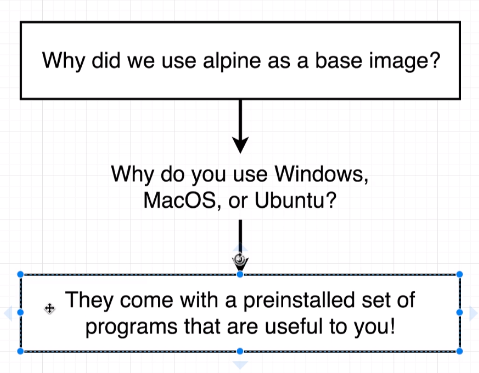 Why did we use alpine as a base image?
Why do you use Windows,
MacOS, or Ubuntu?
They come with a preinstalled set of
programs that are useful to you!